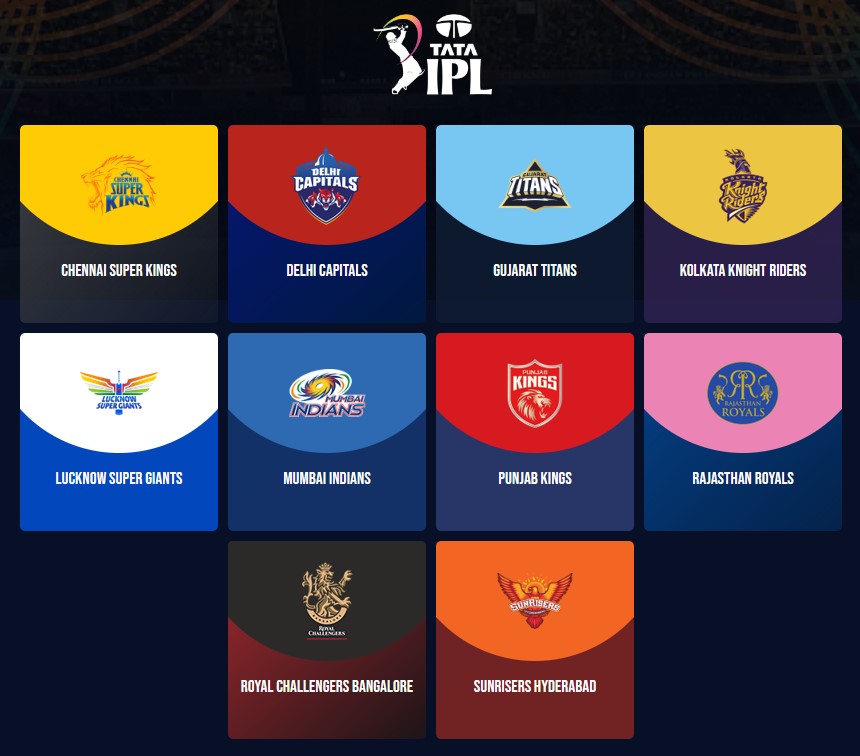 TATA
IPL
CHENNAI
SUPER
KINGS
CHENNAI SUPER KINGS
DELHI
CAPITALS
DELHI CAPITALS
GUJARAT
TITANS
GUJARAT TITANS
Knight
Riders
KOLKATA KNIGHT RIDERS
LUCKNOW
SUPER GIANTS
LUCKNOW SUPER GIANTS
MUMBAI
INDIANS
MUMBAI INDIANS
PUNJAB
KINGS
PUNJAB KINGS
RR
RAJASTHAN
ROYALS
RAJASTHAN ROYALS
ROYAL
CHALLENGERS
ROYAL CHALLENGERS BANGALORE
SUNRISERS
SUNRISERS HYDERABAD